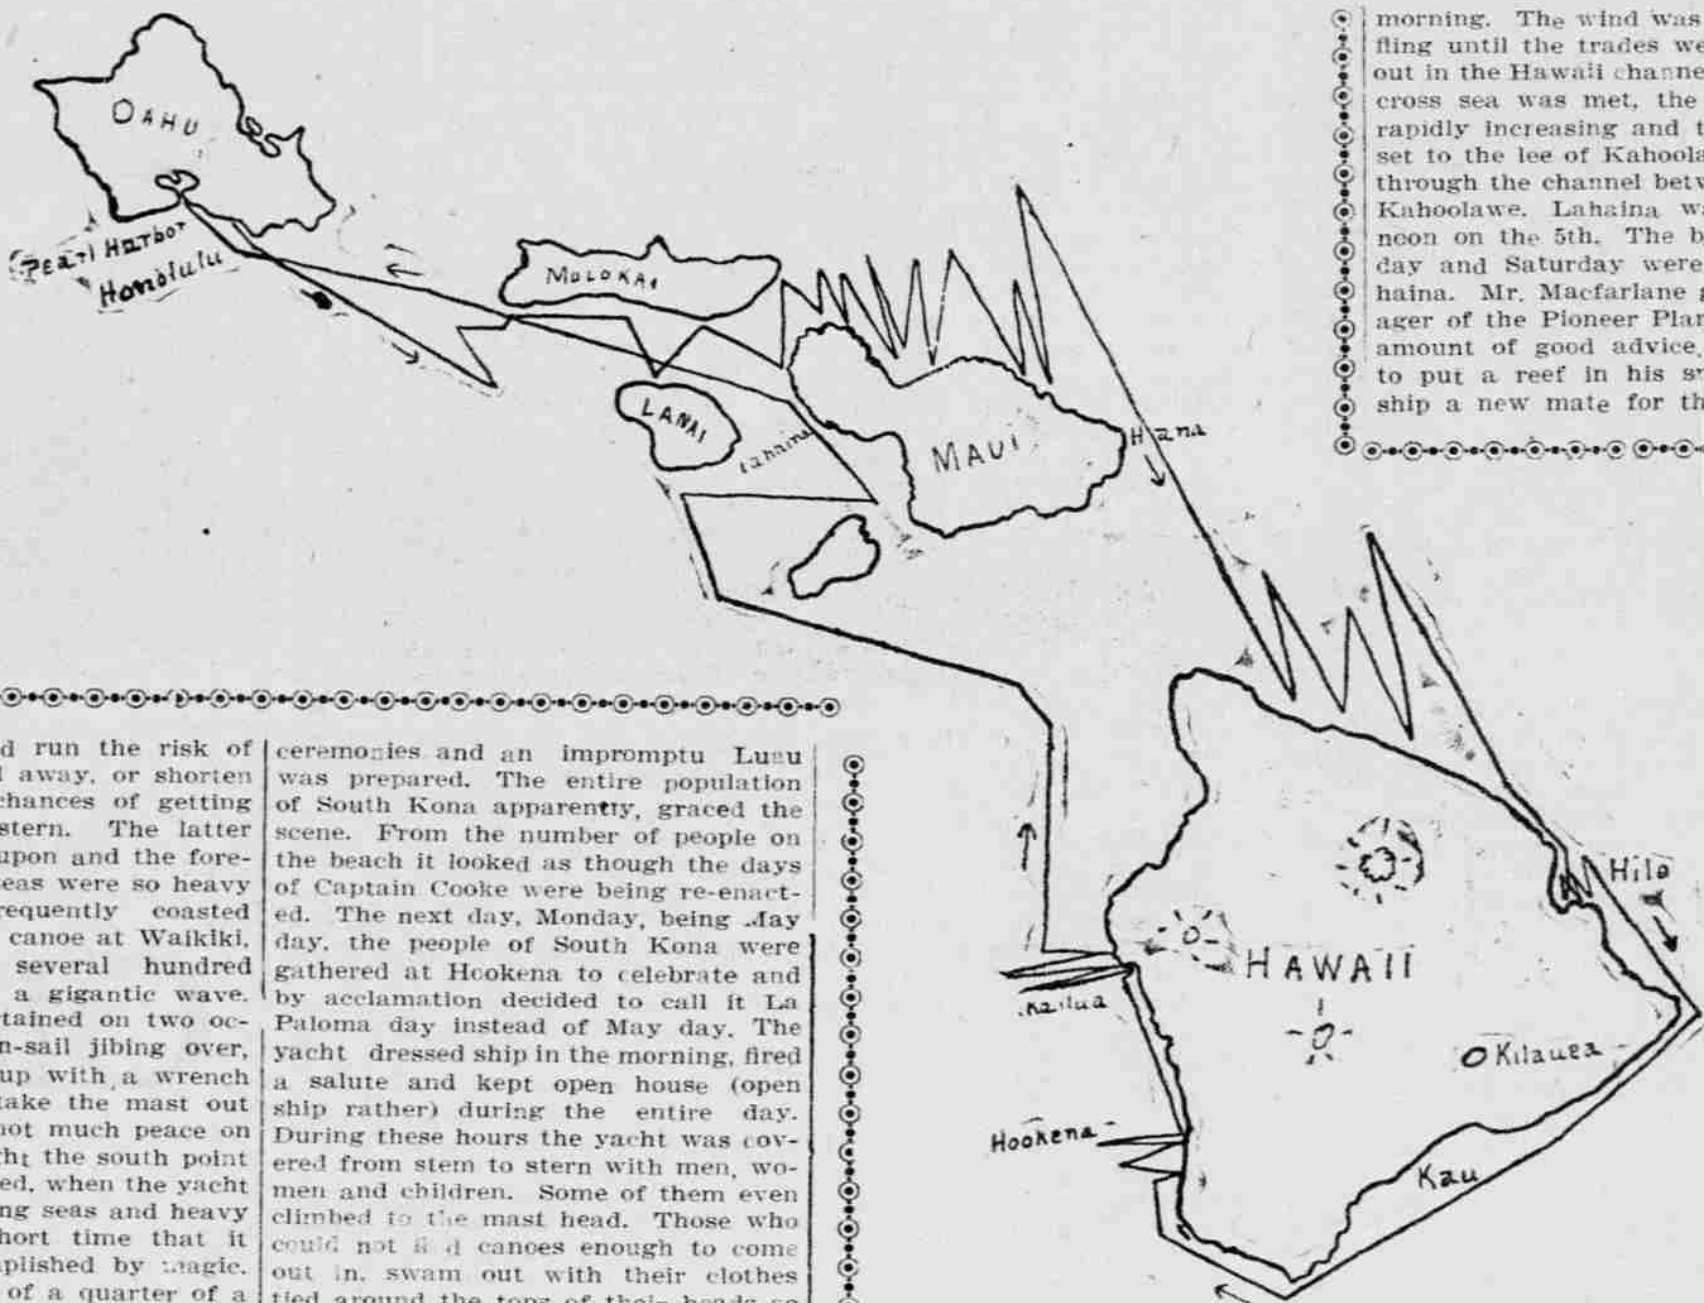 OAHU
Pearl Harbor
Honolulu
MOLOKAI
LANAI
Lahaina
MAUI
Hana
Hilo
HAWAII
Kailua
Kilauea
Hookena
Kau
morning. The wind was
fling until the trades we
out in the Hawaii channe
cross sea was met, the
rapidly increasing and t
set to the lee of Kahoola
through the channel betw
Kahoolawe. Lahaina w
noon on the 5th. The b
day and Saturday were
haina. Mr. Macfarlane g
ager of the Pioneer Plan
amount of good advice,
to put a reef in his s
ship a new mate for th
d run the risk of
l away, or shorten
chances of getting
stern. The latter
upon and the fore-
eas were so heavy
requently coasted
canoe at Waikiki,
several hundred
a gigantic wave.
tained on two oc-
n-sail jibing over,
up with a wrench
take the mast out
not much peace on
ht the south point
ed, when the yacht
ng seas and heavy
hort time that it
plished by magic.
of a quarter of a
ceremonies and an impromptu Luau
was prepared. The entire population
of South Kona apparently, graced the
scene. From the number of people on
the beach it looked as though the days
of Captain Cooke were being re-enact-
ed. The next day, Monday, being May
day, the people of South Kona were
gathered at Hookena to celebrate and
by acclamation decided to call it La
Paloma day instead of May day. The
yacht dressed ship in the morning, fired
a salute and kept open house (open
ship rather) during the entire day.
During these hours the yacht was cov-
ered from stem to stern with men, wo-
men and children. Some of them even
climbed to the mast head. Those who
could not find canoes enough to come
out in, swam out with their clothes
tied around the tops of their heads so